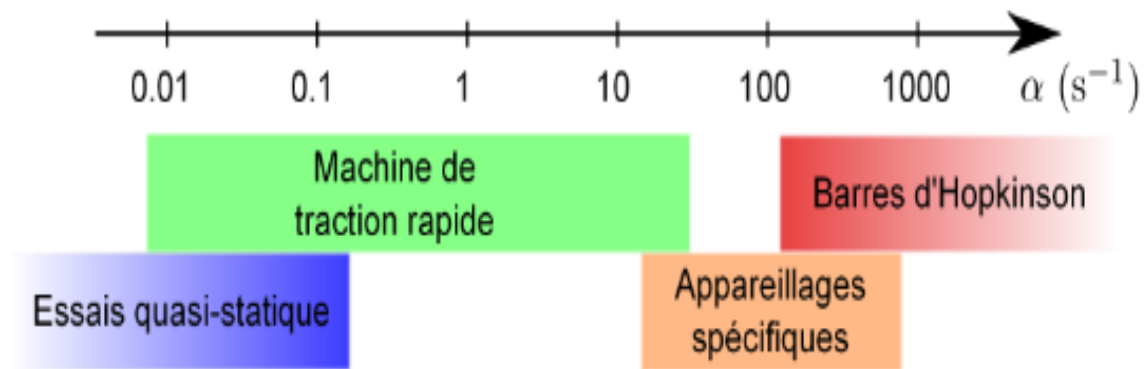 0.01 0.1 1 10 100 1000 α (s⁻¹)
Machine de
traction rapide
Barres d'Hopkinson
Essais quasi-statique
Appareillages
spécifiques